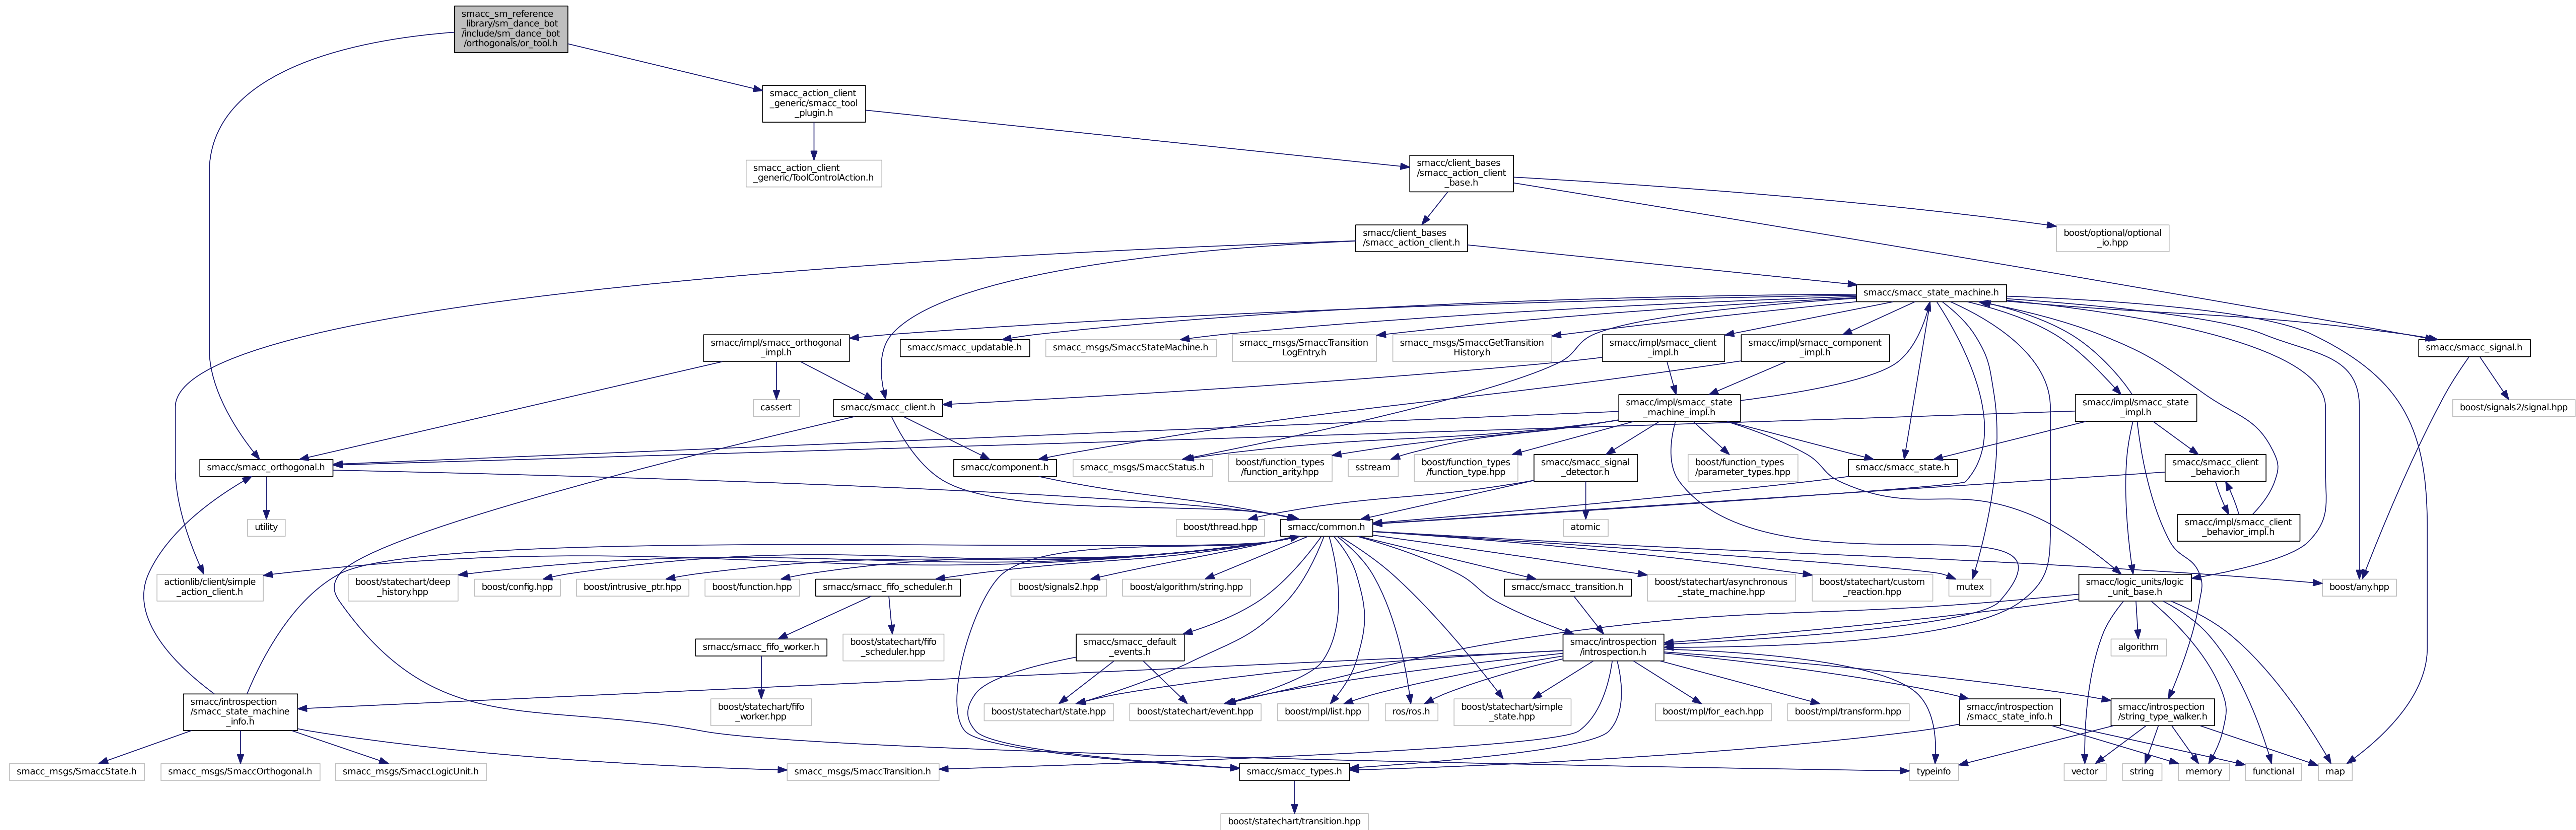 smacc_sm_reference
_library/sm_dance_bot
/include/sm_dance_bot
/orthogonals/or_tool.h
smacc_action_client
_generic/smacc_tool
_plugin.h
smacc_action_client
_generic/ToolControlAction.h
smacc/client_bases
/smacc_action_client
_base.h
smacc/client_bases
/smacc_action_client.h
boost/optional/optional
_io.hpp
smacc/smacc_state_machine.h
smacc/impl/smacc_orthogonal
_impl.h
smacc/smacc_updatable.h
smacc_msgs/SmaccStateMachine.h
smacc_msgs/SmaccTransition
LogEntry.h
smacc_msgs/SmaccGetTransition
History.h
smacc/impl/smacc_client
_impl.h
smacc/impl/smacc_component
_impl.h
smacc/smacc_signal.h
cassert
smacc/smacc_client.h
smacc/impl/smacc_state
_machine_impl.h
smacc/impl/smacc_state
_impl.h
boost/signals2/signal.hpp
smacc/smacc_orthogonal.h
smacc/component.h
smacc_msgs/SmaccStatus.h
boost/function_types
/function_arity.hpp
sstream
boost/function_types
/function_type.hpp
smacc/smacc_signal
_detector.h
boost/function_types
/parameter_types.hpp
smacc/smacc_state.h
smacc/smacc_client
_behavior.h
utility
boost/thread.hpp
smacc/common.h
atomic
smacc/impl/smacc_client
_behavior_impl.h
actionlib/client/simple
_action_client.h
boost/statechart/deep
_history.hpp
boost/config.hpp
boost/intrusive_ptr.hpp
boost/function.hpp
smacc/smacc_fifo_scheduler.h
boost/signals2.hpp
boost/algorithm/string.hpp
smacc/smacc_transition.h
boost/statechart/asynchronous
_state_machine.hpp
boost/statechart/custom
_reaction.hpp
mutex
smacc/logic_units/logic
_unit_base.h
boost/any.hpp
smacc/smacc_fifo_worker.h
boost/statechart/fifo
_scheduler.hpp
smacc/smacc_default
_events.h
smacc/introspection
/introspection.h
algorithm
smacc/introspection
/smacc_state_machine
_info.h
boost/statechart/fifo
_worker.hpp
boost/statechart/state.hpp
boost/statechart/event.hpp
boost/mpl/list.hpp
ros/ros.h
boost/statechart/simple
_state.hpp
boost/mpl/for_each.hpp
boost/mpl/transform.hpp
smacc/introspection
/smacc_state_info.h
smacc/introspection
/string_type_walker.h
smacc_msgs/SmaccState.h
smacc_msgs/SmaccOrthogonal.h
smacc_msgs/SmaccLogicUnit.h
smacc_msgs/SmaccTransition.h
smacc/smacc_types.h
typeinfo
vector
string
memory
functional
map
boost/statechart/transition.hpp